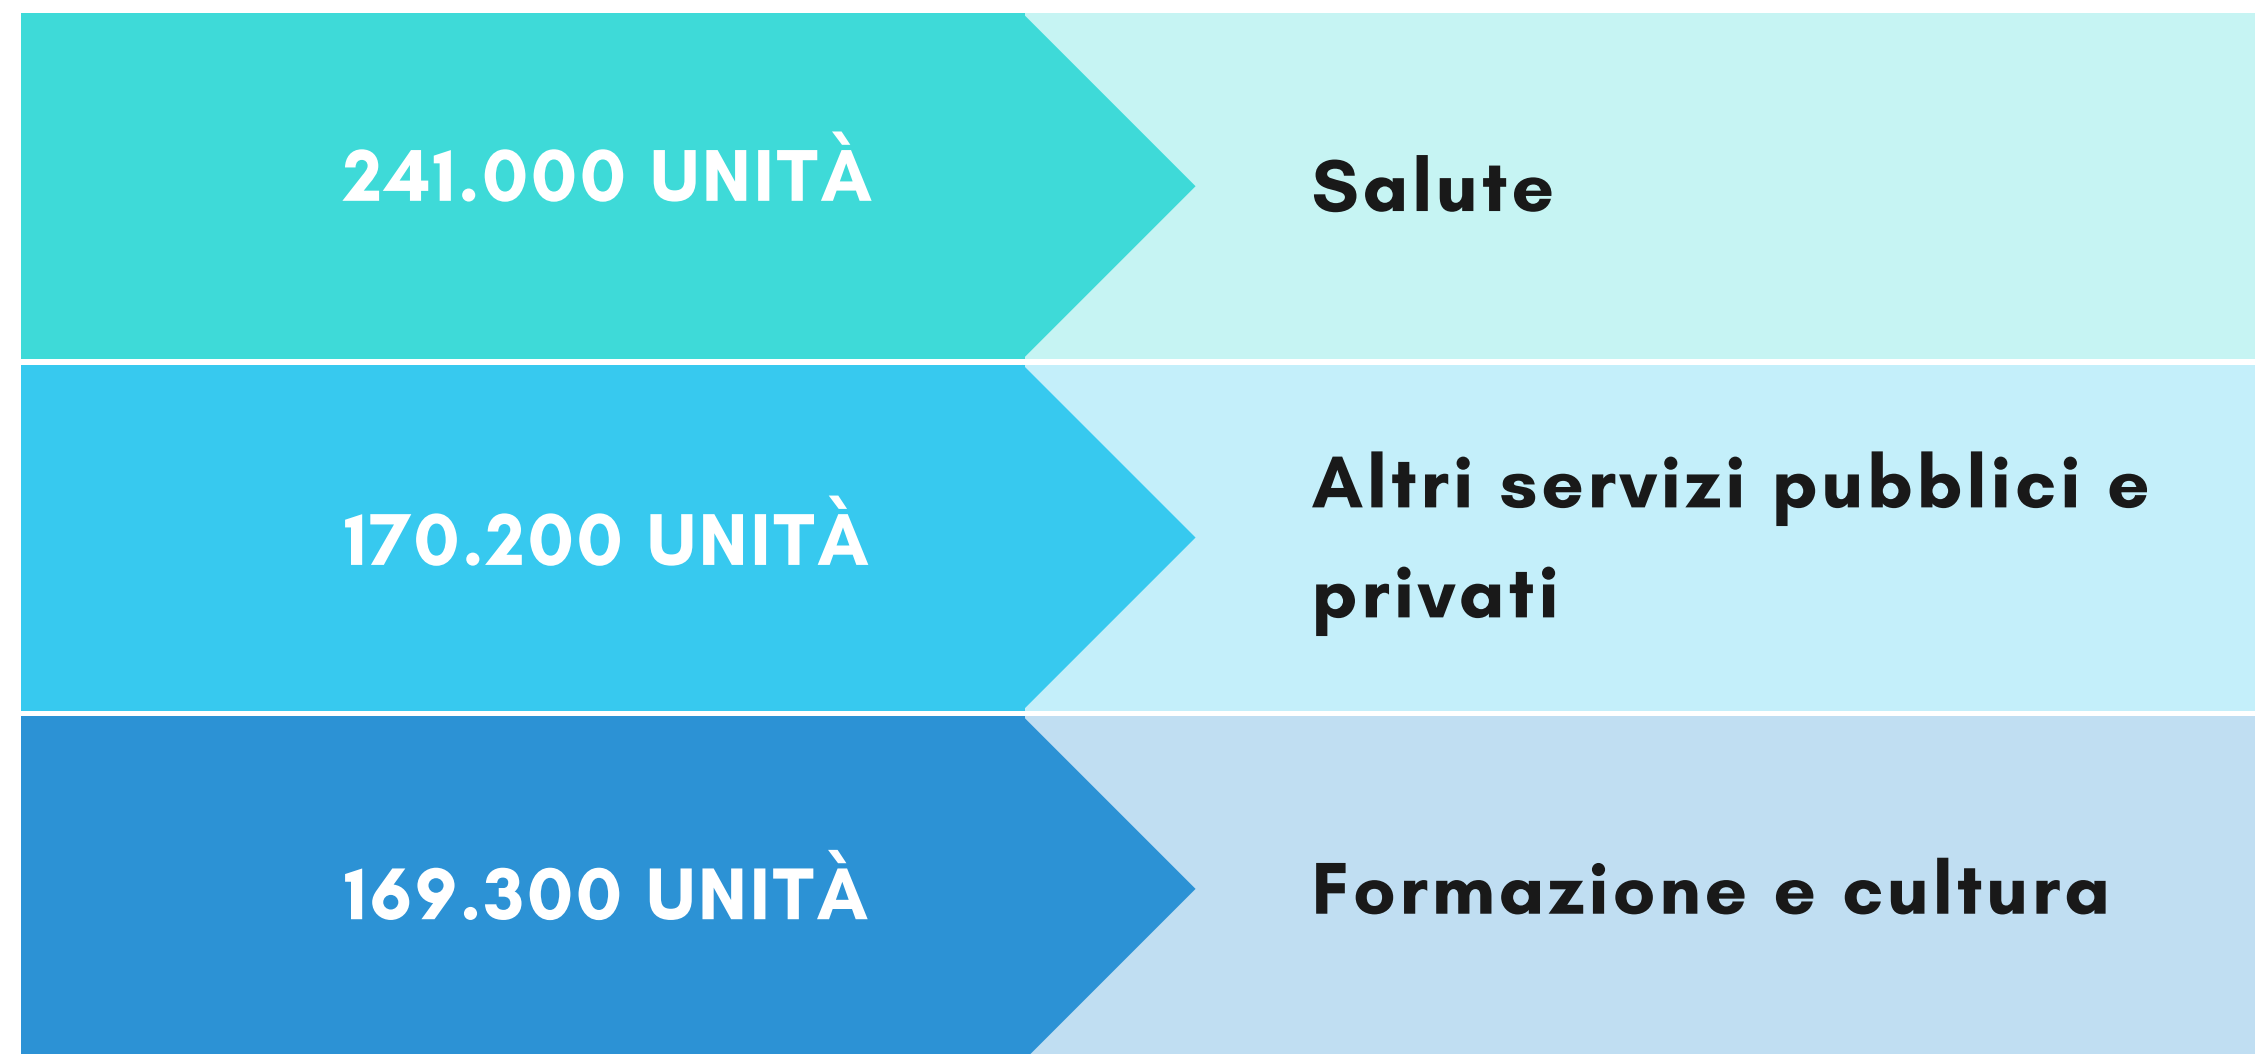 241.000 UNITÀ
Salute
170.200 UNITÀ
Altri servizi pubblici e
privati
169.300 UNITÀ
Formazione e cultura